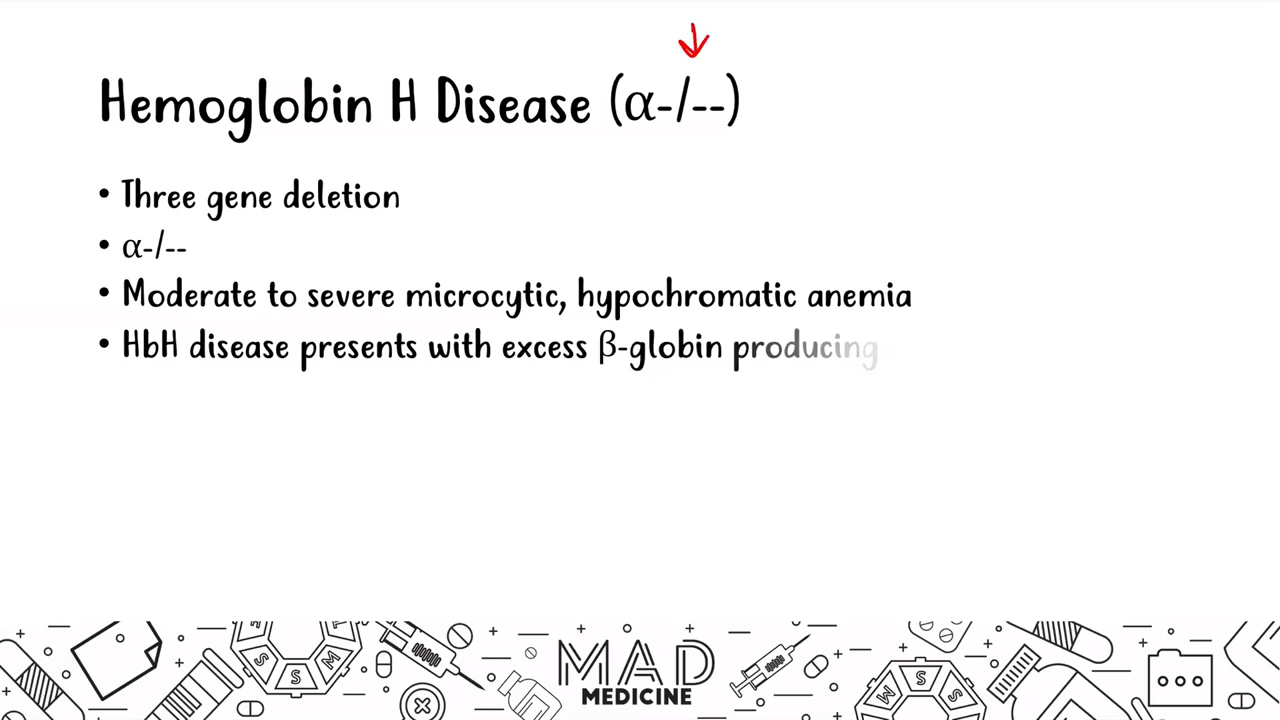 Hemoglobin H Disease (α-/--)
• Three gene deletion
• α-/--
• Moderate to severe microcytic, hypochromatic anemia
• HbH disease presents with excess β-globin producing
MAD
MEDICINE
S
S
M
M
S
S